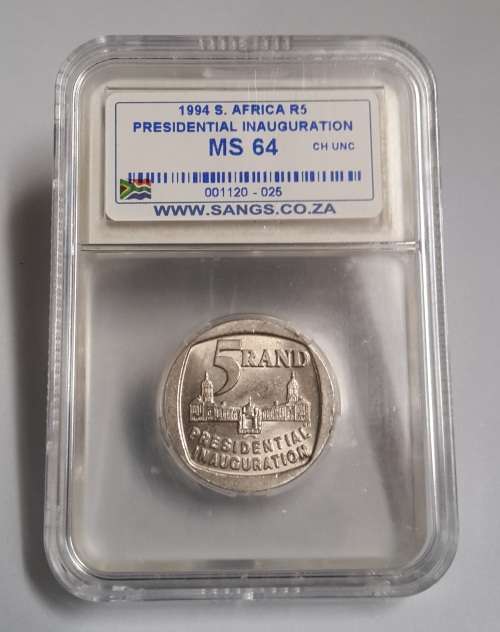 1994 S. AFRICA R5
PRESIDENTIAL INAUGURATION
MS 64 CH UNC
001120 - 025
WWW.SANGS.CO.ZA
5 RAND
PRESIDENTIAL
INAUGURATION